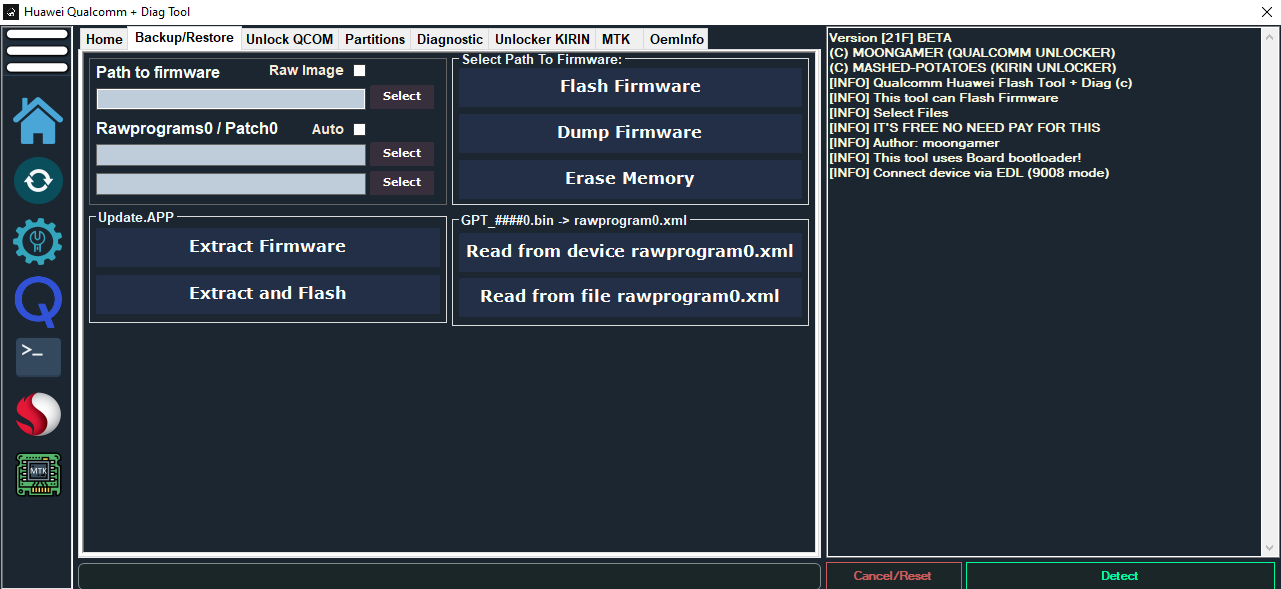 Huawei Qualcomm + Diag Tool
Home Backup/Restore Unlock QCOM Partitions Diagnostic Unlocker KIRIN MTK OemInfo
Path to firmware Raw Image
Select
Rawprograms0 / Patch0 Auto
Select
Select
Select Path To Firmware:
Flash Firmware
Dump Firmware
Erase Memory
Update.APP
Extract Firmware
Extract and Flash
GPT_####0.bin -> rawprogram0.xml
Read from device rawprogram0.xml
Read from file rawprogram0.xml
>_
MTK
Version [21F] BETA
(C) MOONGAMER (QUALCOMM UNLOCKER)
(C) MASHED-POTATOES (KIRIN UNLOCKER)
[INFO] Qualcomm Huawei Flash Tool + Diag (c)
[INFO] This tool can Flash Firmware
[INFO] Select Files
[INFO] IT'S FREE NO NEED PAY FOR THIS
[INFO] Author: moongamer
[INFO] This tool uses Board bootloader!
[INFO] Connect device via EDL (9008 mode)
Cancel/Reset Detect